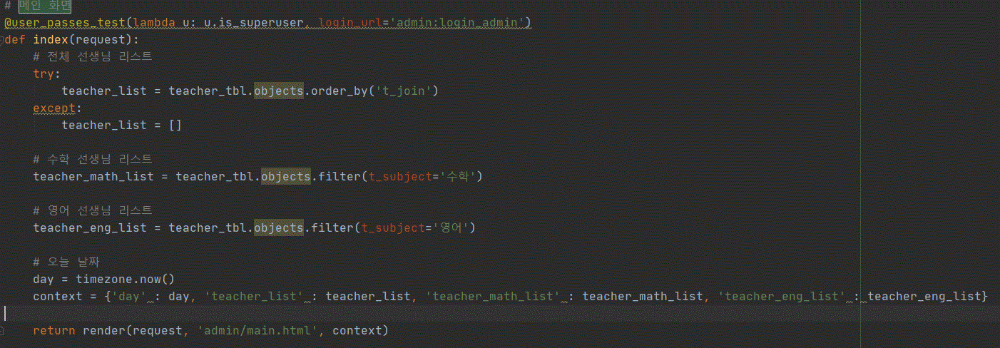 # 메인 화면
@user_passes_test(lambda u: u.is_superuser, login_url='admin:login_admin')
def index(request):
    # 전체 선생님 리스트
    try:
        teacher_list = teacher_tbl.objects.order_by('t_join')
    except:
        teacher_list = []
    # 수학 선생님 리스트
    teacher_math_list = teacher_tbl.objects.filter(t_subject='수학')
    # 영어 선생님 리스트
    teacher_eng_list = teacher_tbl.objects.filter(t_subject='영어')
    # 오늘 날짜
    day = timezone.now()
    context = {'day' : day, 'teacher_list' : teacher_list, 'teacher_math_list' : teacher_math_list, 'teacher_eng_list' : teacher_eng_list}
    return render(request, 'admin/main.html', context)